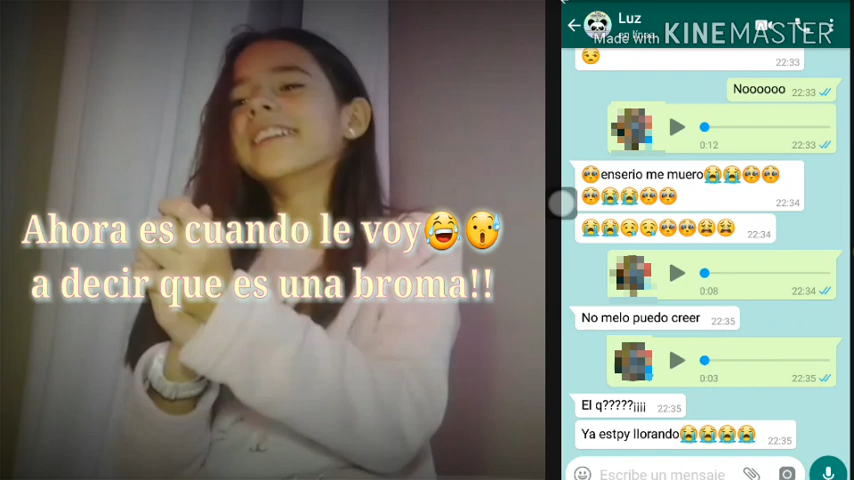 Ahora es cuando le voy😂😯
a decir que es una broma!!
Luz
Made with KINEMASTER
😒
22:33
Noooooo 22:33
0:12 22:33
🥺enserio me muero😭😭🥺🥺
🥺😭😭🥺🥺
22:34
😭😭😢😢🥺🥺😩😩 22:34
0:08 22:34
No melo puedo creer 22:35
0:03 22:35
El q?????¡¡¡¡ 22:35
Ya estpy llorando😭😭😭😭 22:35
Escribe un mensaje